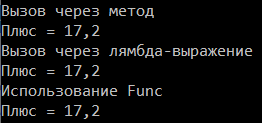 Вызов через метод
Плюс = 17,2
Вызов через лямбда-выражение
Плюс = 17,2
Использование Func
Плюс = 17,2